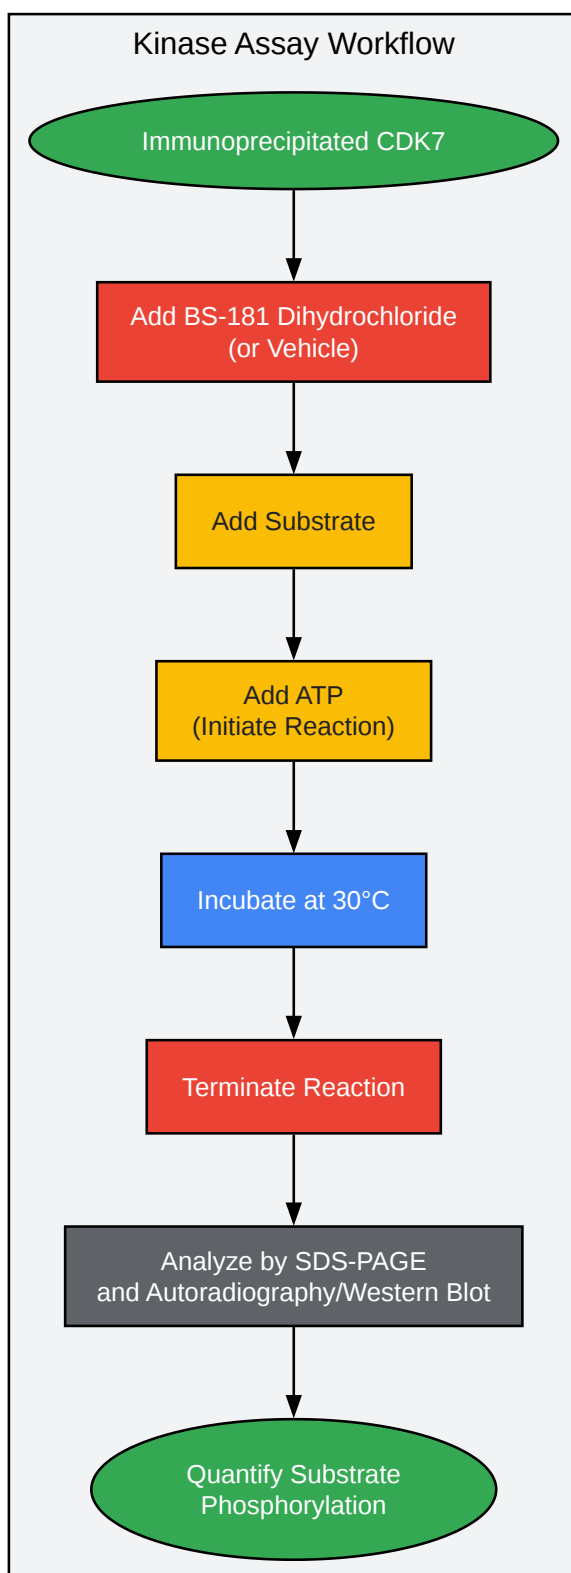 Kinase Assay Workflow
Immunoprecipitated CDK7
Add BS-181 Dihydrochloride
(or Vehicle)
Add Substrate
Add ATP
(Initiate Reaction)
Incubate at 30°C
Terminate Reaction
Analyze by SDS-PAGE
and Autoradiography/Western Blot
Quantify Substrate
Phosphorylation